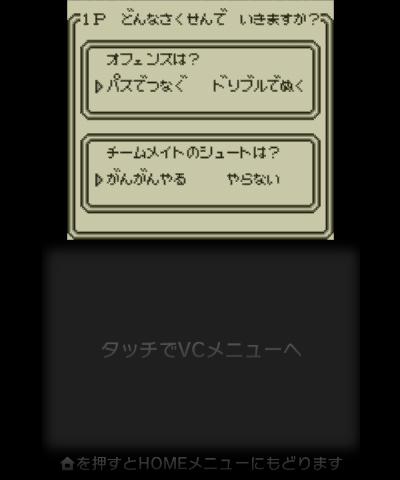 1P どんなさくせんで いきますか?
オフェンスは?
▷パスでつなぐ ドリブルでぬく
チームメイトのシュートは?
▷がんがんやる やらない
タッチでVCメニューへ
を押すとHOMEメニューにもどります